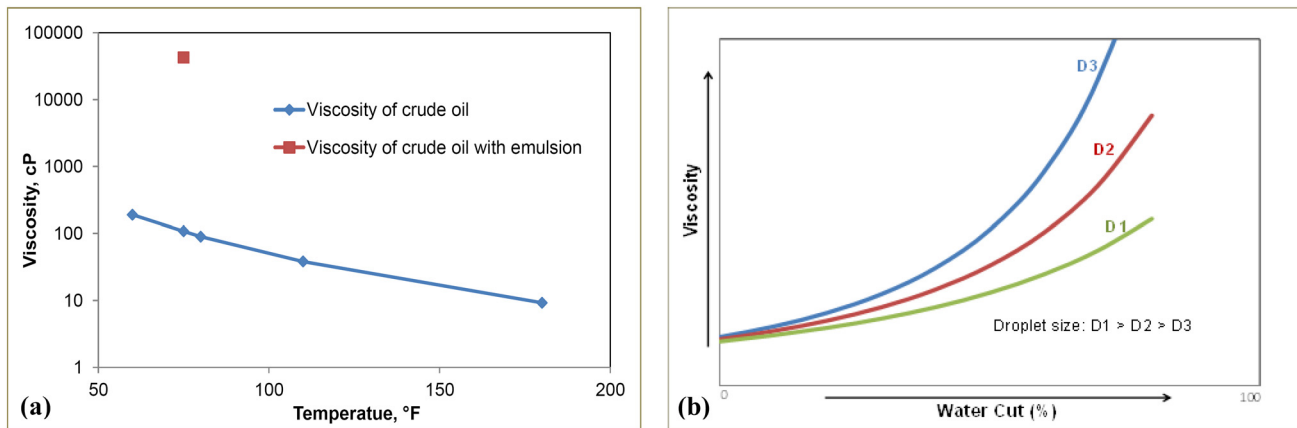 100000
10000
1000
100
10
1
Viscosity, cP
Viscosity of crude oil
Viscosity of crude oil with emulsion
50
100
150
200
Temperatue, °F
(a)
D3
D2
D1
Viscosity
Droplet size: D1 > D2 > D3
0
100
Water Cut (%)
(b)